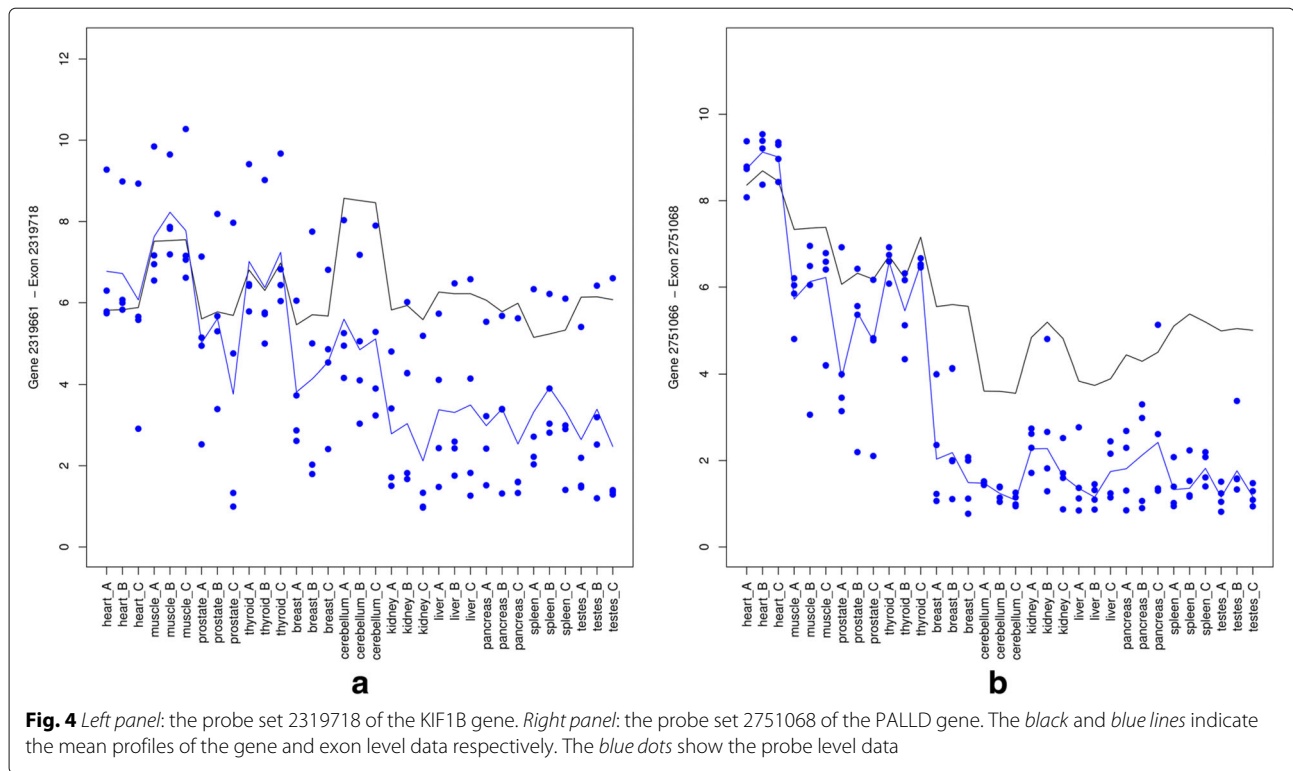 Gene 2319661 − Exon 2319718
12
10
8
6
4
2
0
heart_A
heart_B
heart_C
muscle_A
muscle_B
muscle_C
prostate_A
prostate_B
prostate_C
thyroid_A
thyroid_B
thyroid_C
breast_A
breast_B
breast_C
cerebellum_A
cerebellum_B
cerebellum_C
kidney_A
kidney_B
kidney_C
liver_A
liver_B
liver_C
pancreas_A
pancreas_B
pancreas_C
spleen_A
spleen_B
spleen_C
testes_A
testes_B
testes_C
a
Gene 2751066 − Exon 2751068
10
8
6
4
2
0
heart_A
heart_B
heart_C
muscle_A
muscle_B
muscle_C
prostate_A
prostate_B
prostate_C
thyroid_A
thyroid_B
thyroid_C
breast_A
breast_B
breast_C
cerebellum_A
cerebellum_B
cerebellum_C
kidney_A
kidney_B
kidney_C
liver_A
liver_B
liver_C
pancreas_A
pancreas_B
pancreas_C
spleen_A
spleen_B
spleen_C
testes_A
testes_B
testes_C
b
Fig. 4 Left panel: the probe set 2319718 of the KIF1B gene. Right panel: the probe set 2751068 of the PALLD gene. The black and blue lines indicate
the mean profiles of the gene and exon level data respectively. The blue dots show the probe level data